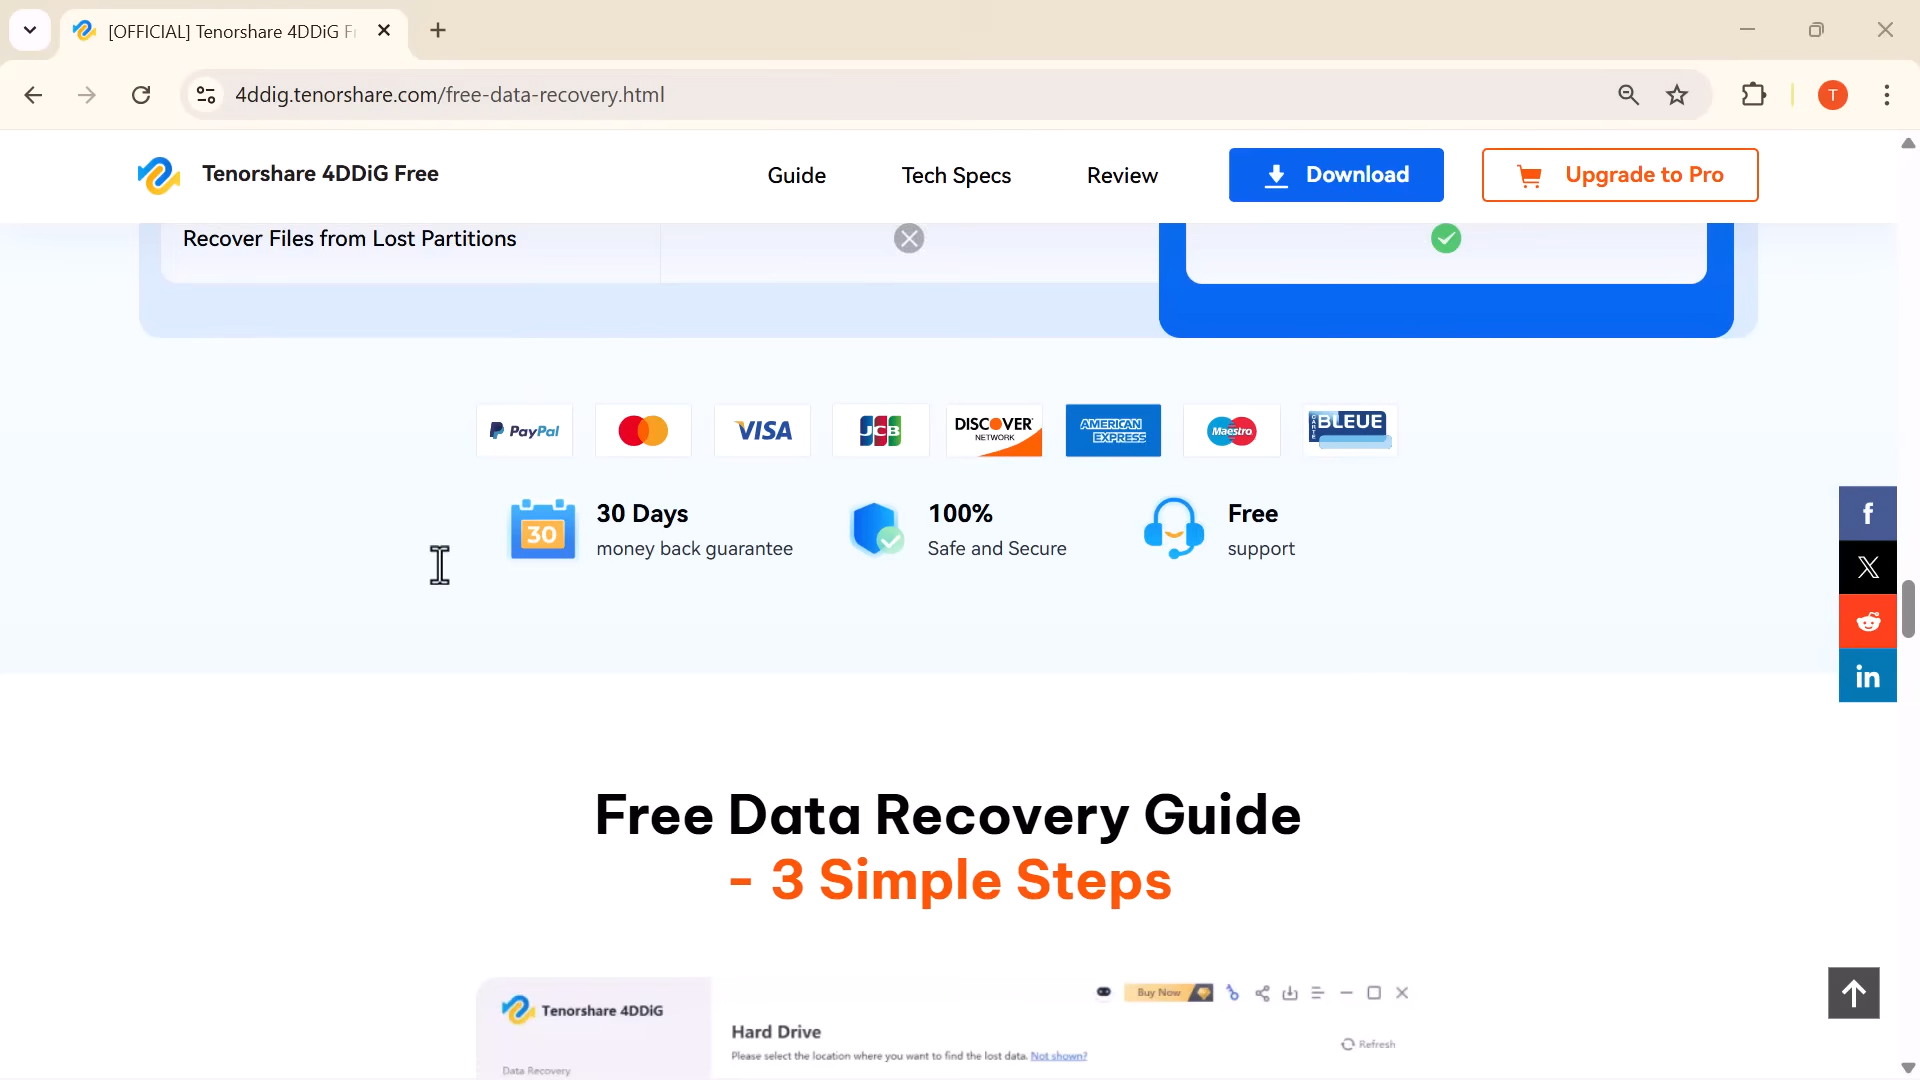 [OFFICIAL] Tenorshare 4DDiG F
4ddig.tenorshare.com/free-data-recovery.html
T
Tenorshare 4DDiG Free
Guide
Tech Specs
Review
Download
Upgrade to Pro
Recover Files from Lost Partitions
PayPal
VISA
JCB
DISCOVER
NETWORK
AMERICAN
EXPRESS
Maestro
CARTE
BLEUE
30
30 Days
money back guarantee
100%
Safe and Secure
Free
support
f
X
in
Free Data Recovery Guide
- 3 Simple Steps
Tenorshare 4DDiG
Buy Now
Hard Drive
Please select the location where you want to find the lost data. Not shown?
Refresh
Data Recovery